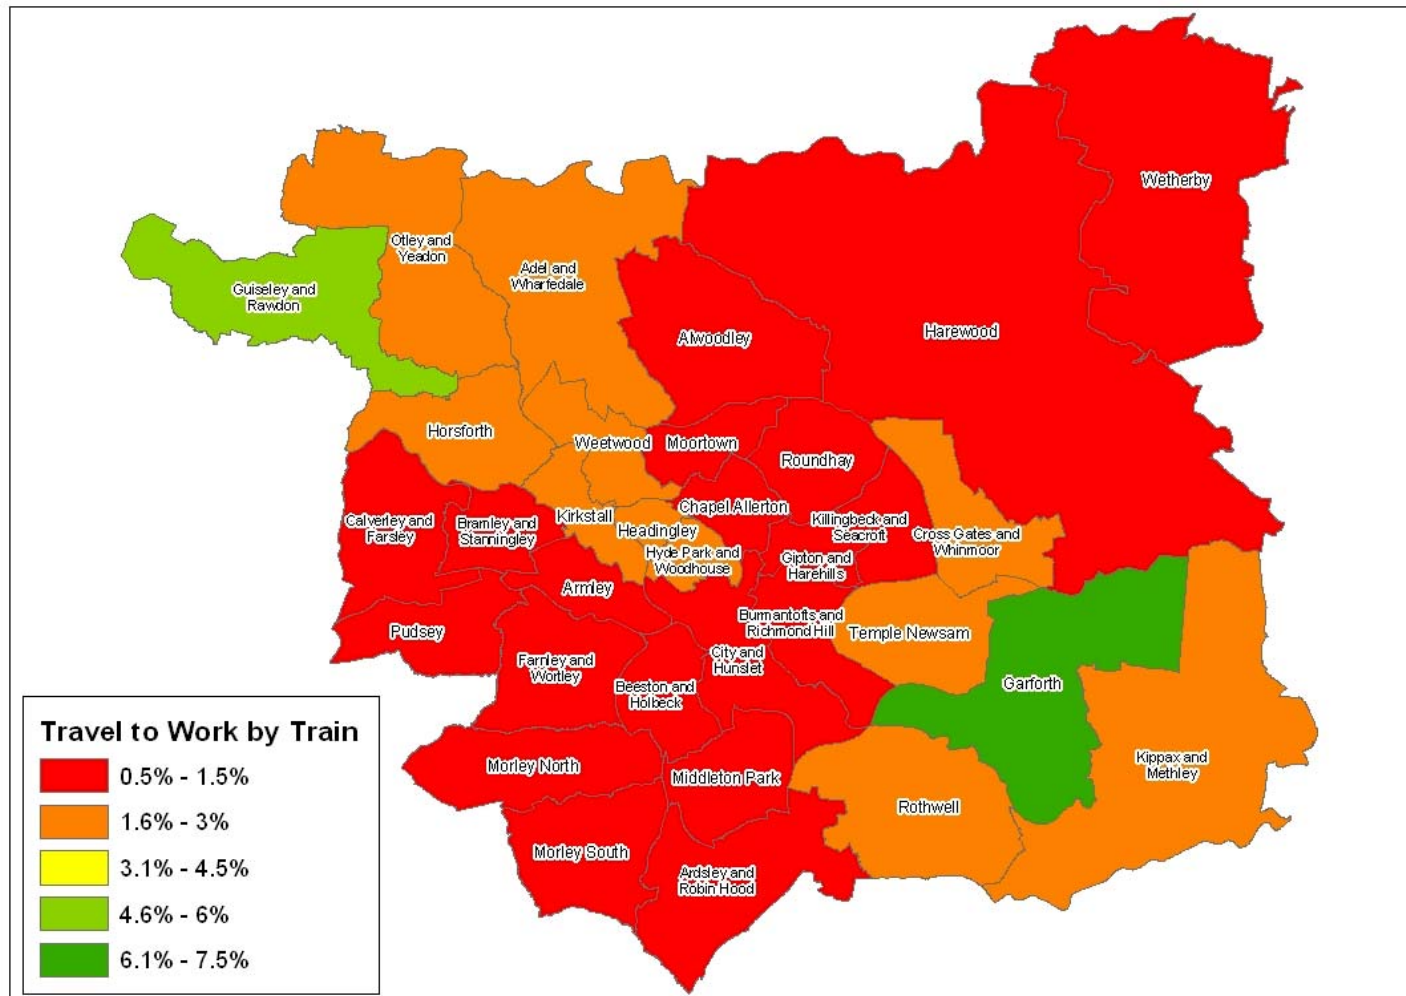 Wetherby
Otley and
Yeadon
Adel and
Wharfedale
Guiseley and
Rawdon
Harewood
Alwoodley
Horsforth
Weetwood
Moortown
Roundhay
Chapel Allerton
Kirkstall
Calverley and
Farsley
Bramley and
Stanningley
Headingley
Killingbeck and
Seacroft
Cross Gates and
Whinmoor
Hyde Park and
Woodhouse
Gipton and
Harehills
Armley
Burmantofts and
Richmond Hill
Temple Newsam
Pudsey
City and
Hunslet
Farnley and
Wortley
Beeston and
Holbeck
Garforth
Kippax and
Methley
Morley North
Middleton Park
Rothwell
Morley South
Ardsley and
Robin Hood
Travel to Work by Train
0.5% - 1.5%
1.6% - 3%
3.1% - 4.5%
4.6% - 6%
6.1% - 7.5%